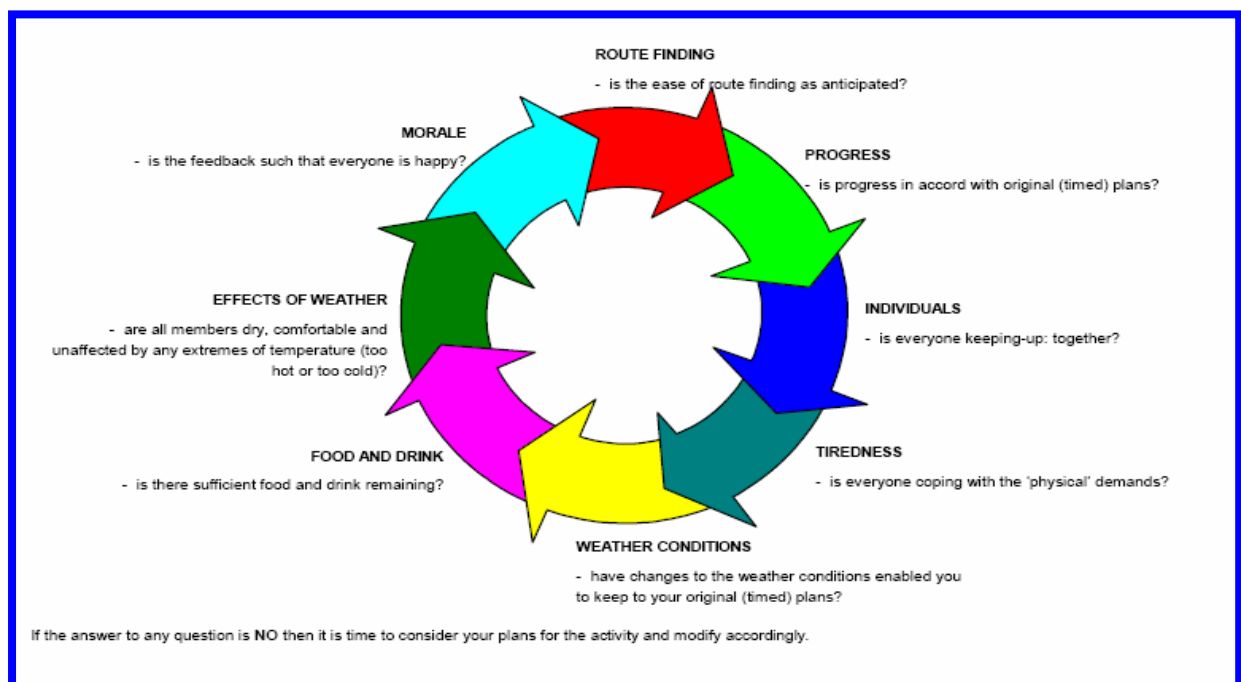 ROUTE FINDING
- is the ease of route finding as anticipated?
PROGRESS
- is progress in accord with original (timed) plans?
INDIVIDUALS
- is everyone keeping-up: together?
TIREDNESS
- is everyone coping with the 'physical' demands?
WEATHER CONDITIONS
- have changes to the weather conditions enabled you
to keep to your original (timed) plans?
FOOD AND DRINK
- is there sufficient food and drink remaining?
EFFECTS OF WEATHER
- are all members dry, comfortable and
unaffected by any extremes of temperature (too
hot or too cold)?
MORALE
- is the feedback such that everyone is happy?
If the answer to any question is NO then it is time to consider your plans for the activity and modify accordingly.